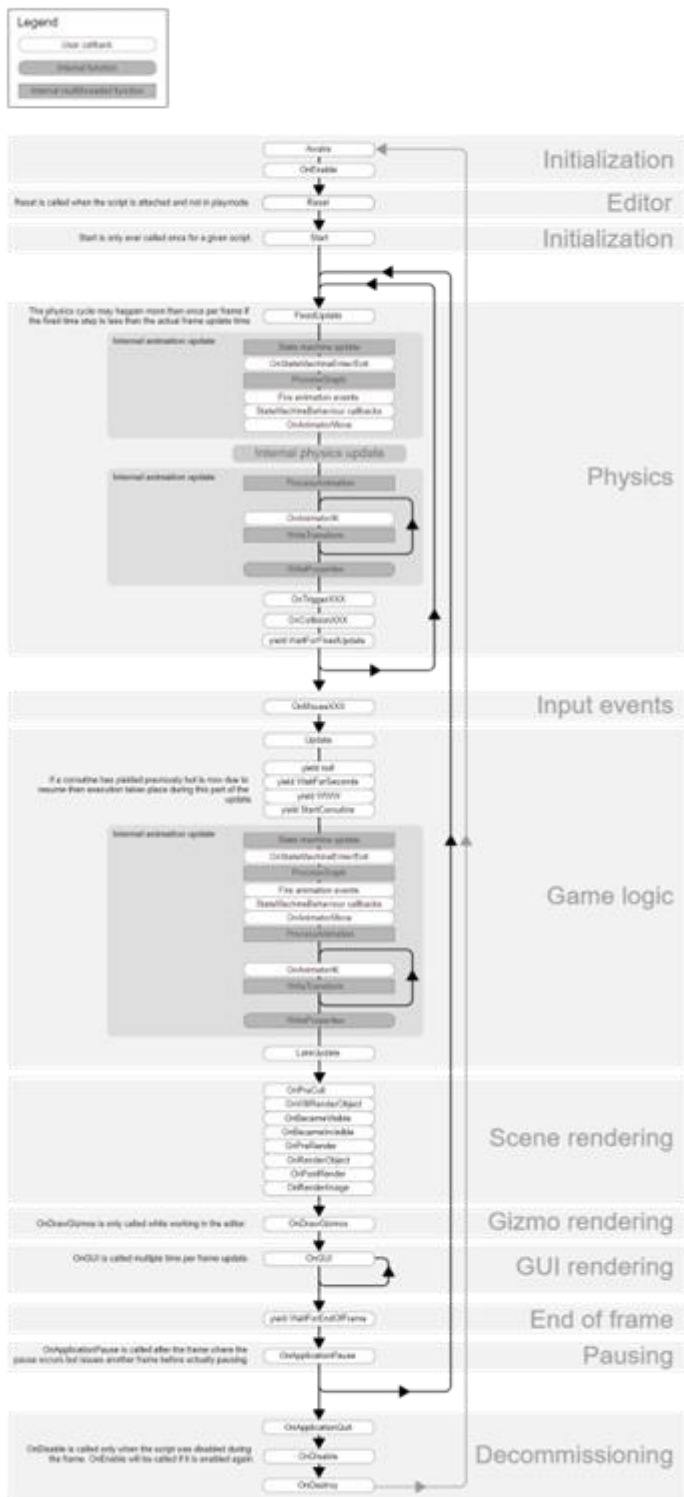 Legend
User callback
Internal function
Internal multithreaded function
Awake
Initialization
OnEnable
Reset is called when the script is attached and not in playmode.
Reset
Editor
Start is only ever called once for a given script.
Start
Initialization
The physics cycle may happen more than once per frame if
the fixed time step is less than the actual frame update time
FixedUpdate
Internal animation update
State machine update
OnStateMachineEnter/Exit
ProcessGraph
Fire animation events
StateMachineBehaviour callbacks
OnAnimatorMove
Internal physics update
Physics
Internal animation update
ProcessAnimation
OnAnimatorIK
WriteTransform
WriteProperties
OnTriggerXXX
OnCollisionXXX
yield WaitForFixedUpdate
OnMouseXXX
Input events
Update
yield null
If a coroutine has yielded previously but is now due to
resume then execution takes place during this part of the
update
yield WaitForSeconds
yield WWW
yield StartCoroutine
Internal animation update
State machine update
OnStateMachineEnter/Exit
ProcessGraph
Fire animation events
StateMachineBehaviour callbacks
OnAnimatorMove
ProcessAnimation
Game logic
OnAnimatorIK
WriteTransform
WriteProperties
LateUpdate
OnPreCull
OnWillRenderObject
OnBecameVisible
OnBecameInvisible
OnPreRender
OnRenderObject
OnPostRender
OnRenderImage
Scene rendering
OnDrawGizmos is only called while working in the editor.
OnDrawGizmos
Gizmo rendering
OnGUI is called multiple time per frame update.
OnGUI
GUI rendering
yield WaitForEndOfFrame
End of frame
OnApplicationPause is called after the frame where the
pause occurs but issues another frame before actually pausing
OnApplicationPause
Pausing
OnApplicationQuit
OnDisable is called only when the script was disabled during
the frame. OnEnable will be called if it is enabled again
OnDisable
Decommissioning
OnDestroy